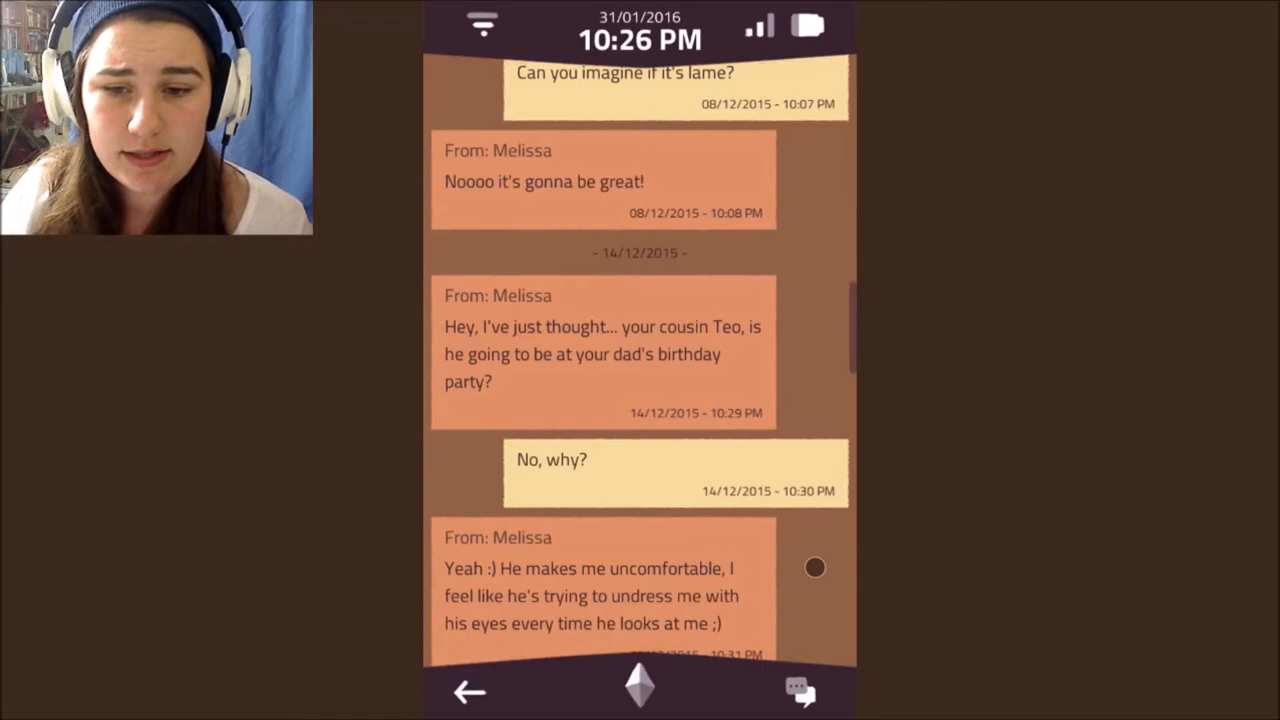 31/01/2016
10:26 PM
Can you imagine if it's lame?
08/12/2015 - 10:07 PM
From: Melissa
Noooo it's gonna be great!
08/12/2015 - 10:08 PM
- 14/12/2015 -
From: Melissa
Hey, I've just thought... your cousin Teo, is
he going to be at your dad's birthday
party?
14/12/2015 - 10:29 PM
No, why?
14/12/2015 - 10:30 PM
From: Melissa
Yeah :) He makes me uncomfortable, I
feel like he's trying to undress me with
his eyes every time he looks at me ;)
10:31 PM